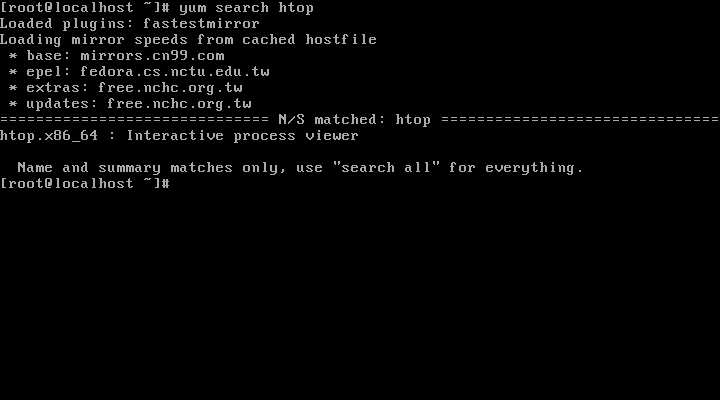 [root@localhost ~]# yum search htop
Loaded plugins: fastestmirror
Loading mirror speeds from cached hostfile
 * base: mirrors.cn99.com
 * epel: fedora.cs.nctu.edu.tw
 * extras: free.nchc.org.tw
 * updates: free.nchc.org.tw
============================== N/S matched: htop ===============================
htop.x86_64 : Interactive process viewer

  Name and summary matches only, use "search all" for everything.
[root@localhost ~]#